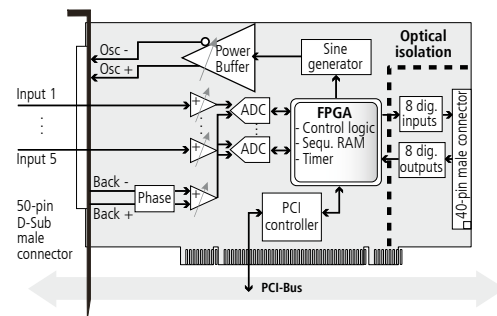 Osc -
Osc +
Power
Buffer
Sine
generator
Optical
isolation
Input 1
Input 5
+
+
+
ADC
ADC
FPGA
- Control logic
- Sequ. RAM
- Timer
8 dig.
inputs
8 dig.
outputs
40-pin male connector
Back -
Back +
Phase
PCI
controller
50-pin
D-Sub
male
connector
PCI-Bus